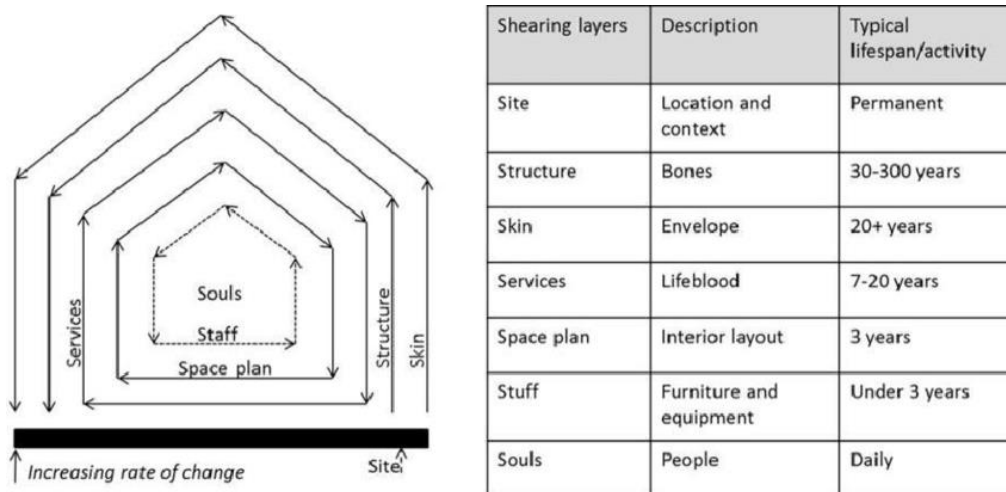 Souls
Staff
Space plan
Services
Structure
Skin
Site
Increasing rate of change
Shearing layers Description Typical
lifespan/activity
Site Location and Permanent
context
Structure Bones 30-300 years
Skin Envelope 20+ years
Services Lifeblood 7-20 years
Space plan Interior layout 3 years
Stuff Furniture and Under 3 years
equipment
Souls People Daily